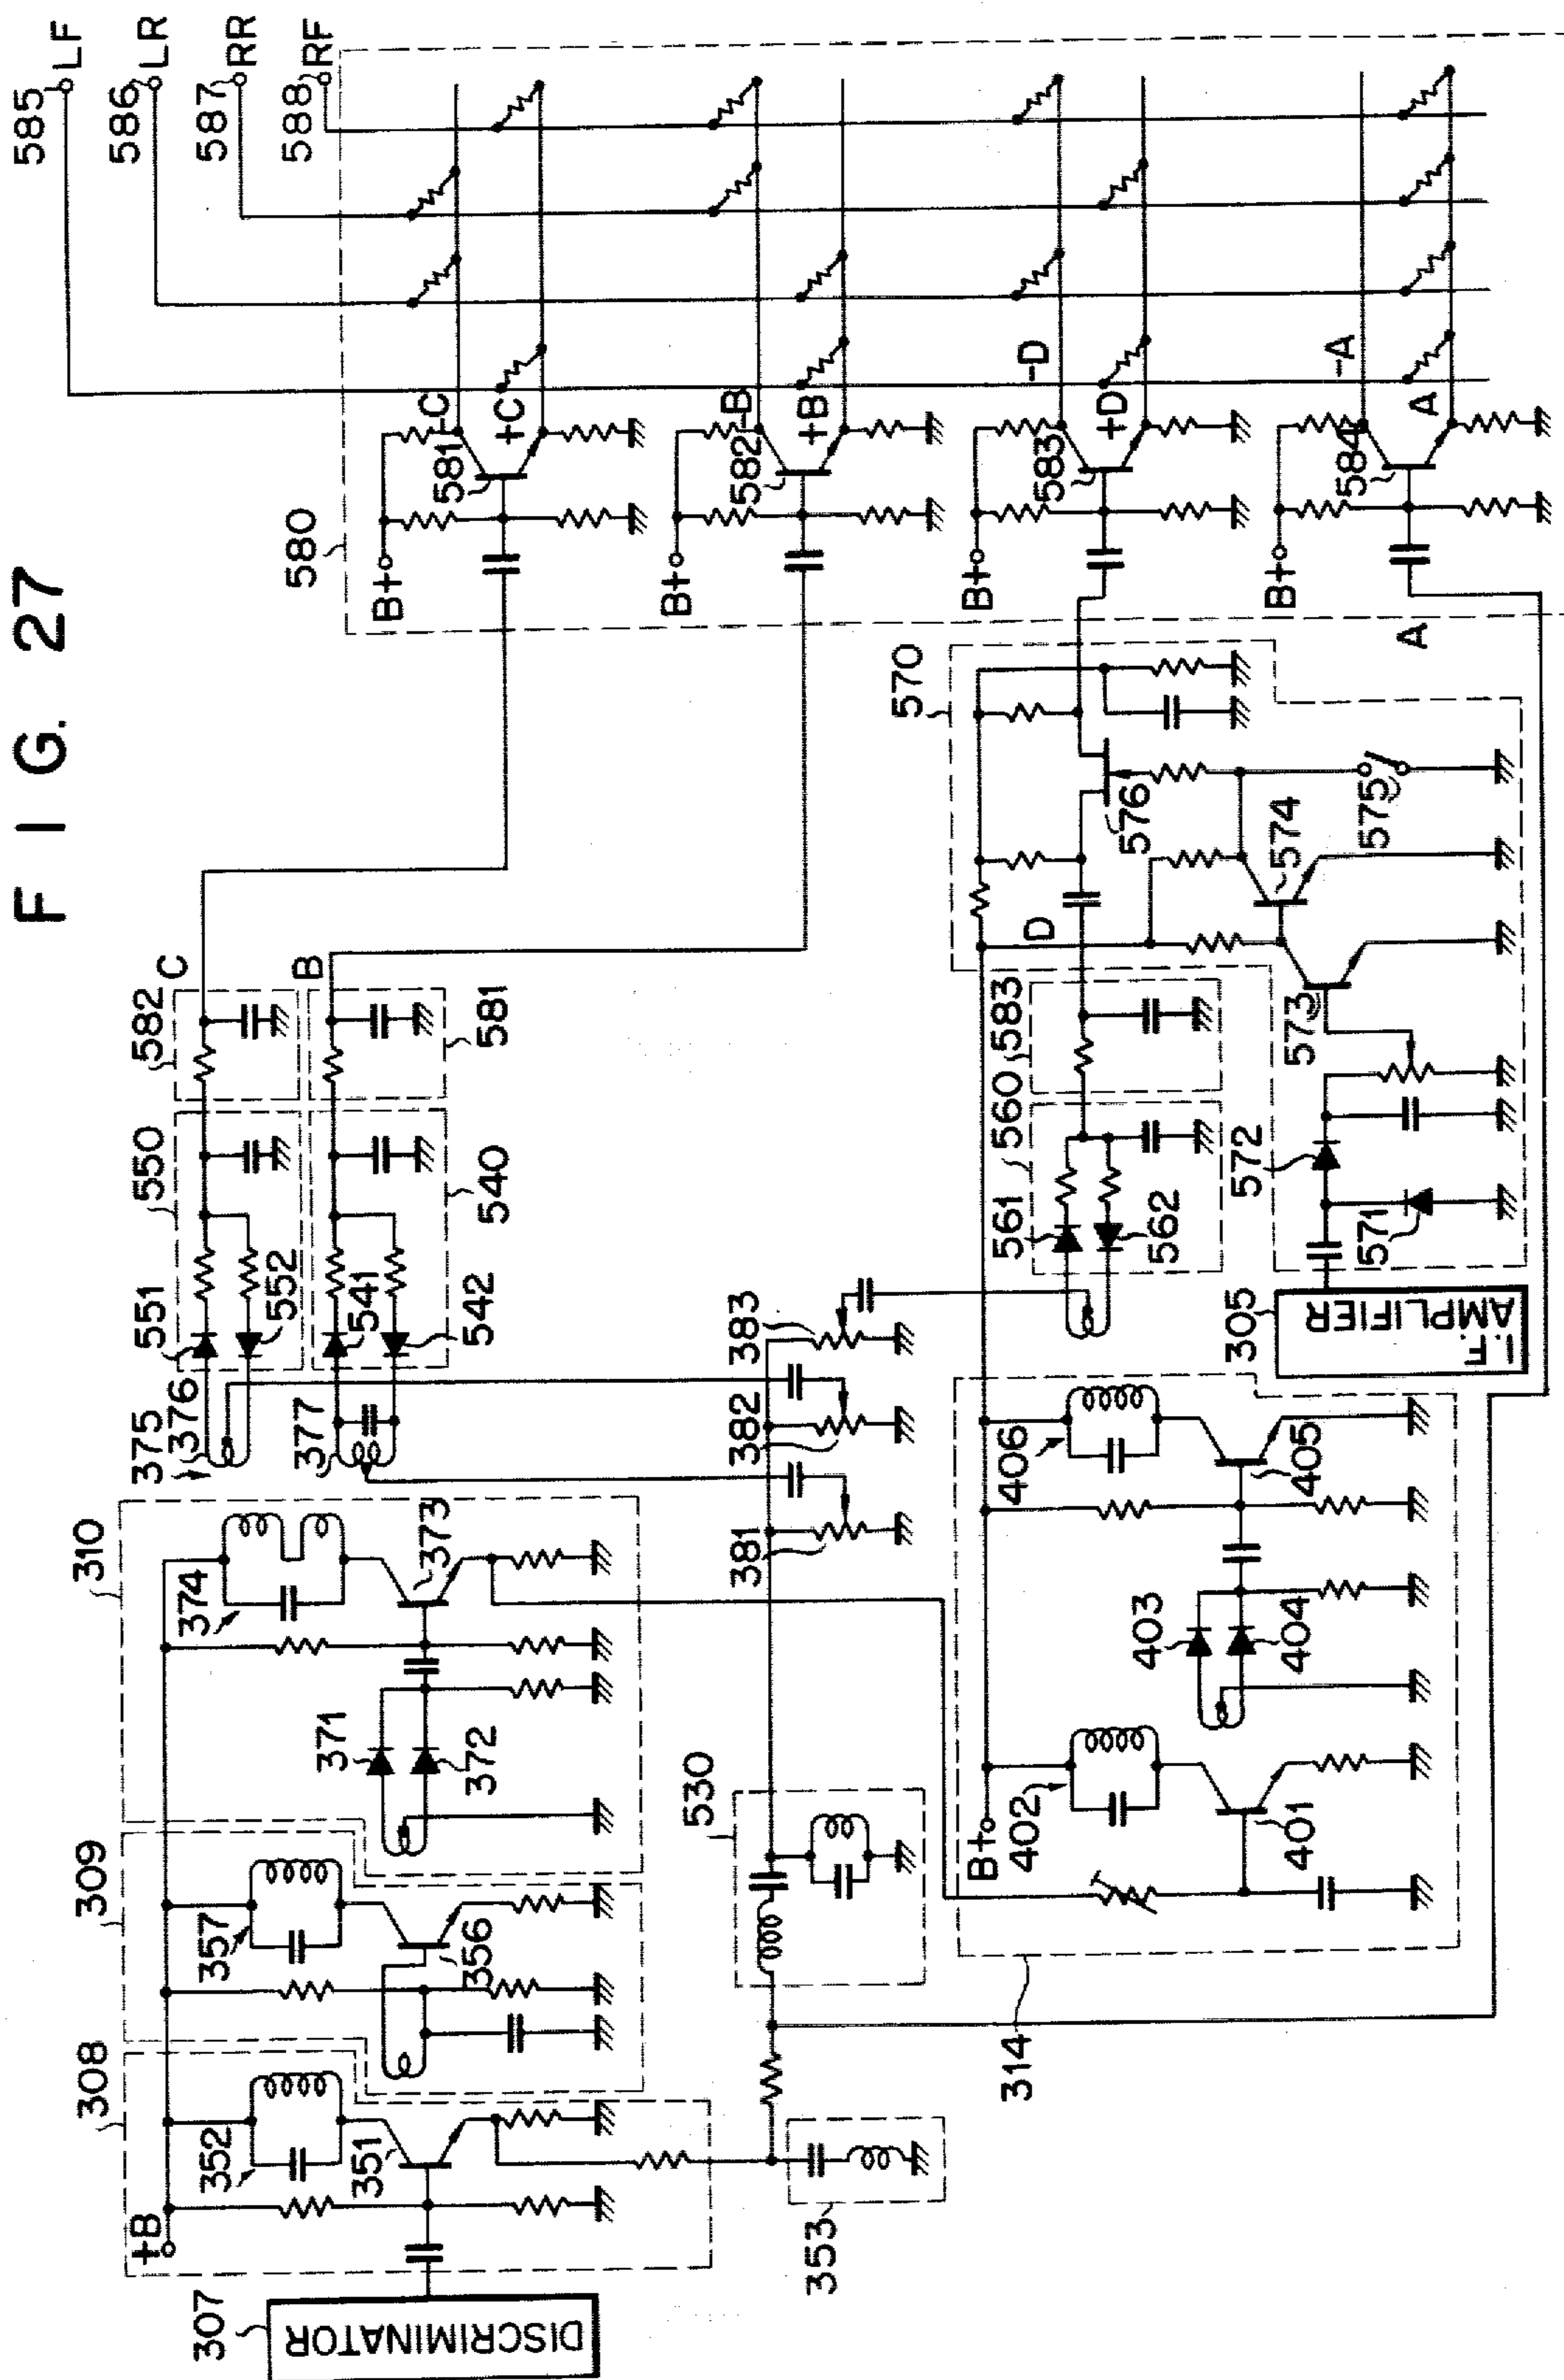 FIG. 27
585
LF
586
LR
587
RR
588
RF
580
B+
-C
+C
581
B+
-B
+B
582
B+
-D
+D
583
B+
-A
A
584
A
C
582
550
551
552
376
375
B
581
540
541
542
377
570
D
576
574
575
573
572
571
583
560
561
562
305
I.F. AMPLIFIER
383
382
381
310
374
373
371
372
309
357
356
308
352
351
+B
307
DISCRIMINATOR
353
530
314
B+
402
401
403
404
406
405